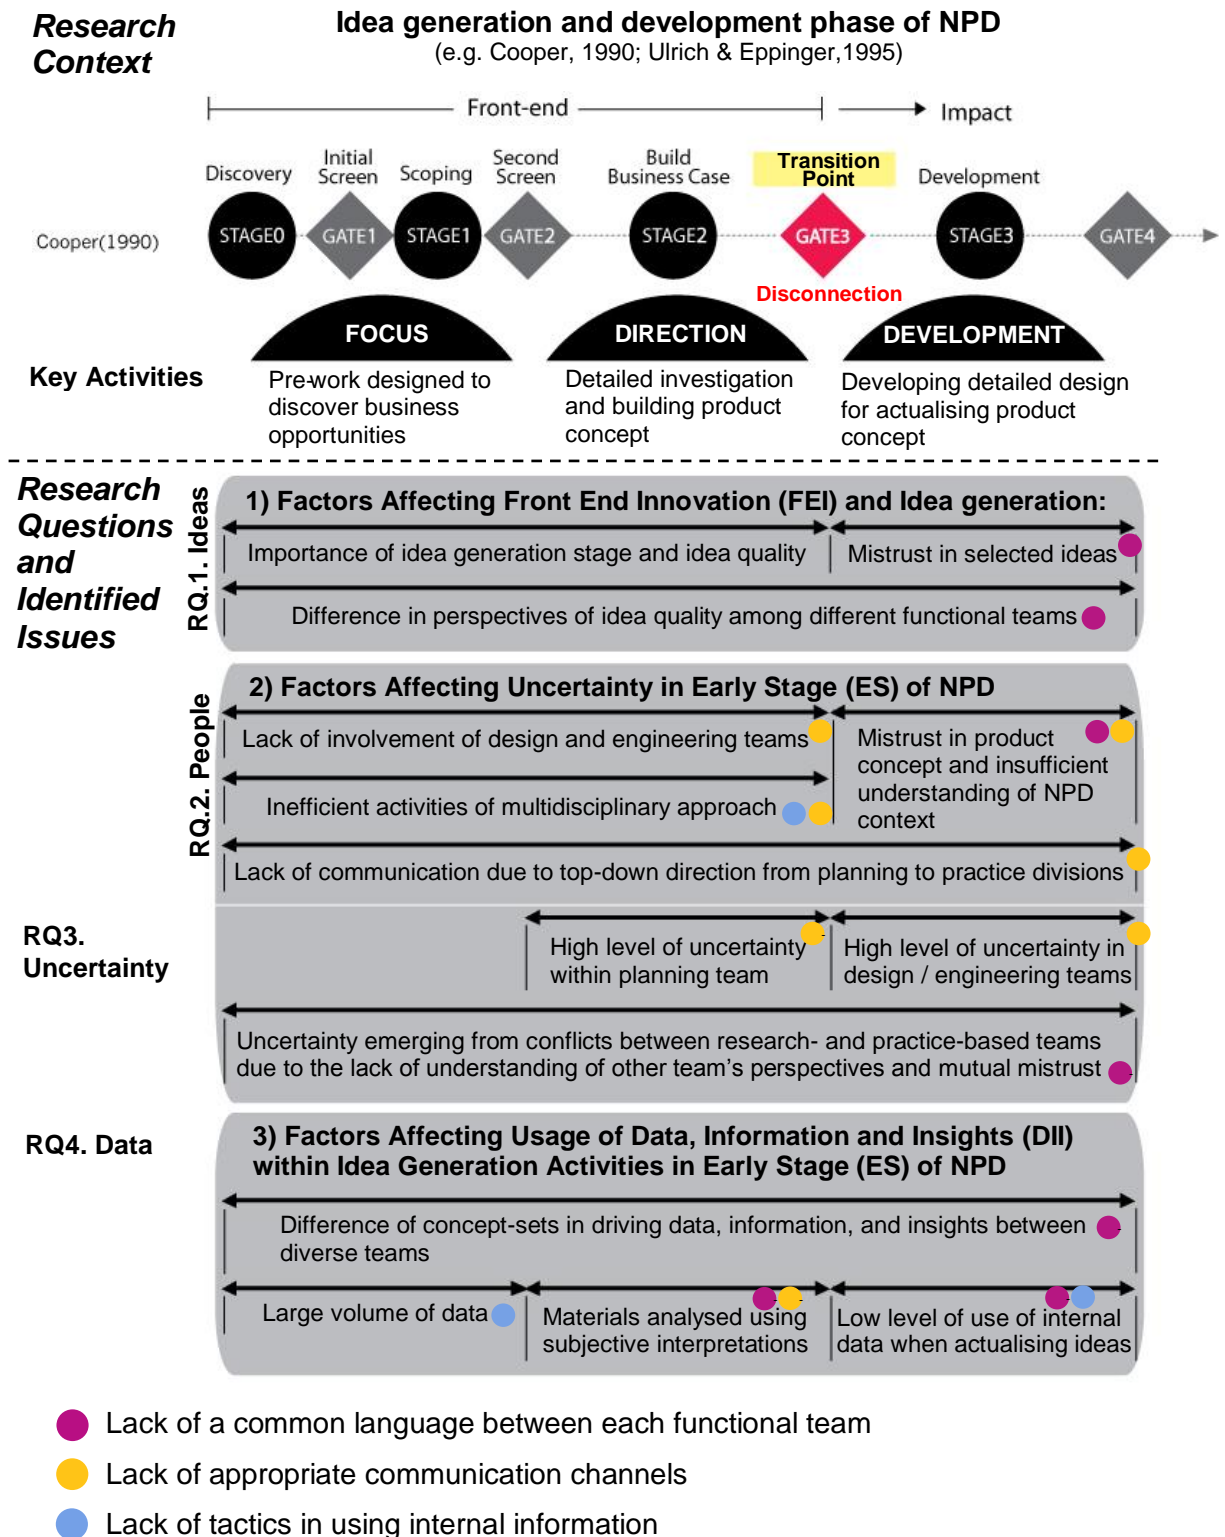 Research
Context
Idea generation and development phase of NPD
(e.g. Cooper, 1990; Ulrich & Eppinger,1995)
Front-end
Impact
Discovery
Initial
Screen
Scoping
Second
Screen
Build
Business Case
Transition
Point
Development
Cooper(1990)
STAGE0
GATE1
STAGE1
GATE2
STAGE2
GATE3
STAGE3
GATE4
Disconnection
FOCUS
DIRECTION
DEVELOPMENT
Key Activities
Pre-work designed to
discover business
opportunities
Detailed investigation
and building product
concept
Developing detailed design
for actualising product
concept
Research
Questions
and
Identified
Issues
RQ.1. Ideas
1) Factors Affecting Front End Innovation (FEI) and Idea generation:
Importance of idea generation stage and idea quality
Mistrust in selected ideas
Difference in perspectives of idea quality among different functional teams
RQ.2. People
2) Factors Affecting Uncertainty in Early Stage (ES) of NPD
Lack of involvement of design and engineering teams
Inefficient activities of multidisciplinary approach
Mistrust in product
concept and insufficient
understanding of NPD
context
Lack of communication due to top-down direction from planning to practice divisions
RQ3.
Uncertainty
High level of uncertainty
within planning team
High level of uncertainty in
design / engineering teams
Uncertainty emerging from conflicts between research- and practice-based teams
due to the lack of understanding of other team's perspectives and mutual mistrust
RQ4. Data
3) Factors Affecting Usage of Data, Information and Insights (DII)
within Idea Generation Activities in Early Stage (ES) of NPD
Difference of concept-sets in driving data, information, and insights between
diverse teams
Large volume of data
Materials analysed using
subjective interpretations
Low level of use of internal
data when actualising ideas
Lack of a common language between each functional team
Lack of appropriate communication channels
Lack of tactics in using internal information